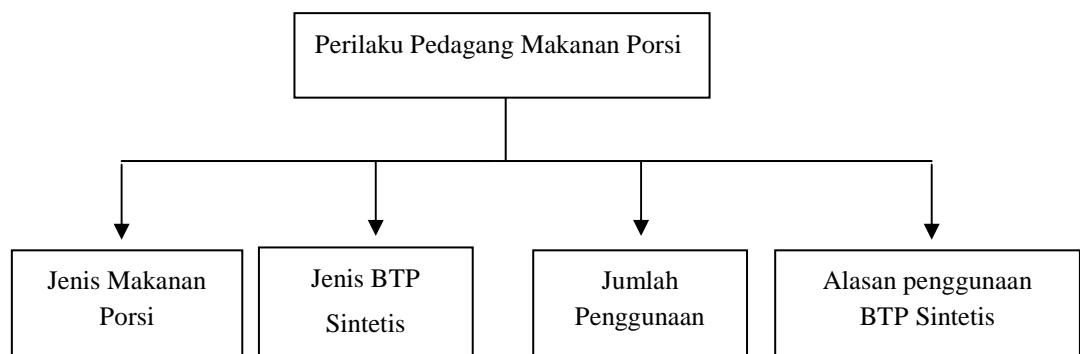 Perilaku Pedagang Makanan Porsi
Jenis Makanan
Porsi
Jenis BTP
Sintetis
Jumlah
Penggunaan
Alasan penggunaan
BTP Sintetis